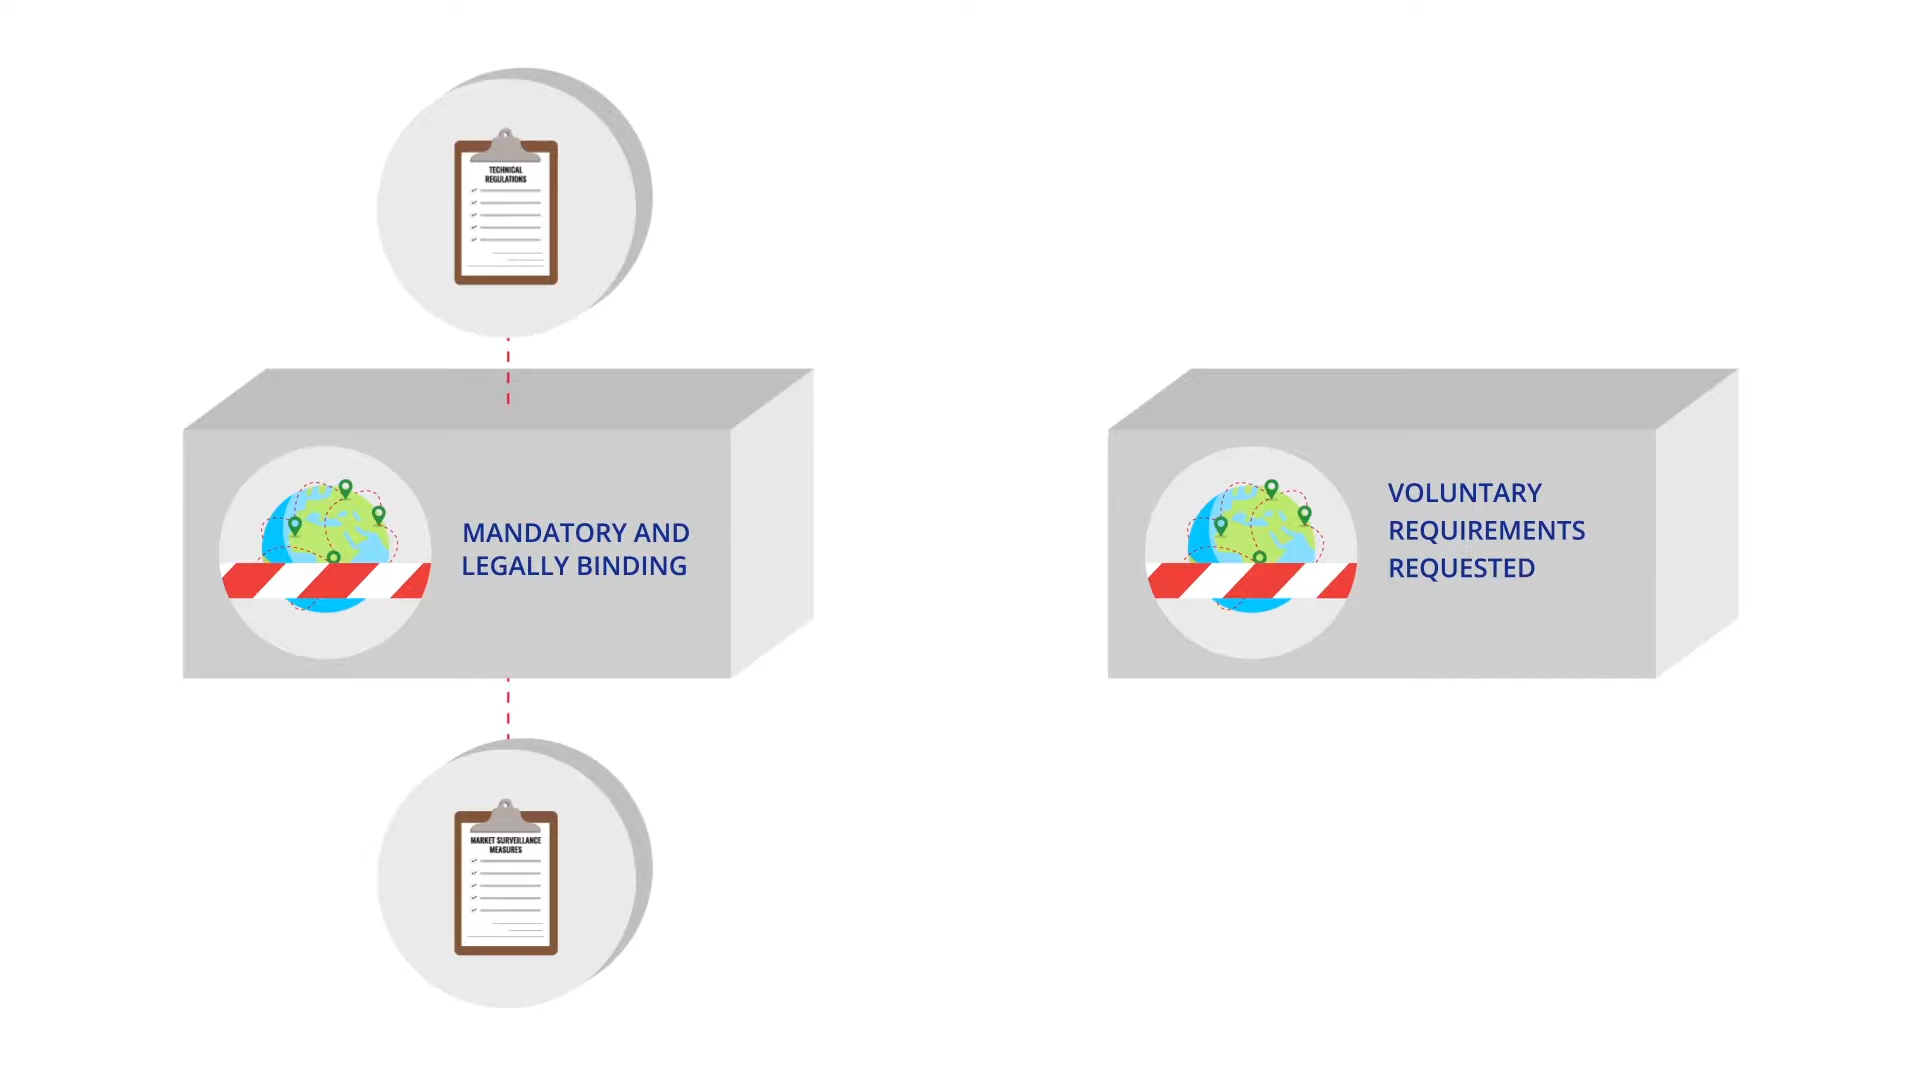 TECHNICAL
REGULATIONS
MANDATORY AND
LEGALLY BINDING
VOLUNTARY
REQUIREMENTS
REQUESTED
MARKET SURVEILLANCE
MEASURES